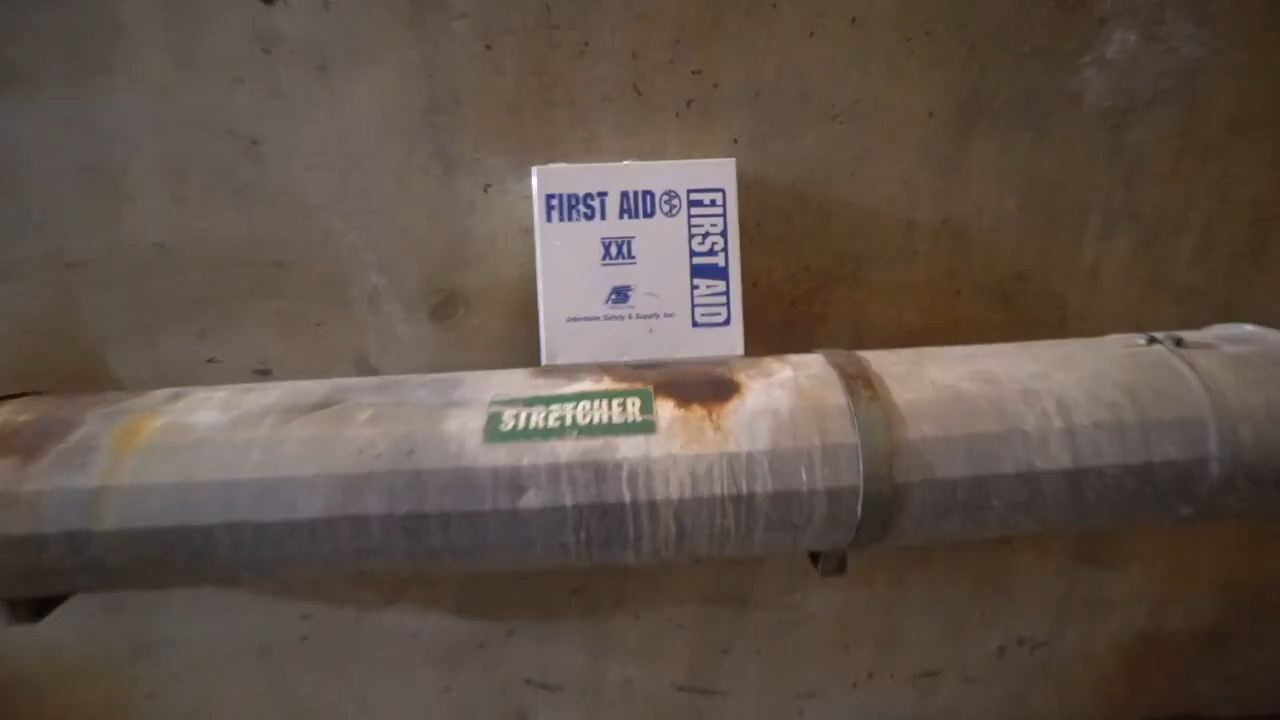 FIRST AID
XXL
Interstate Safety & Supply, Inc.
FIRST AID
STRETCHER